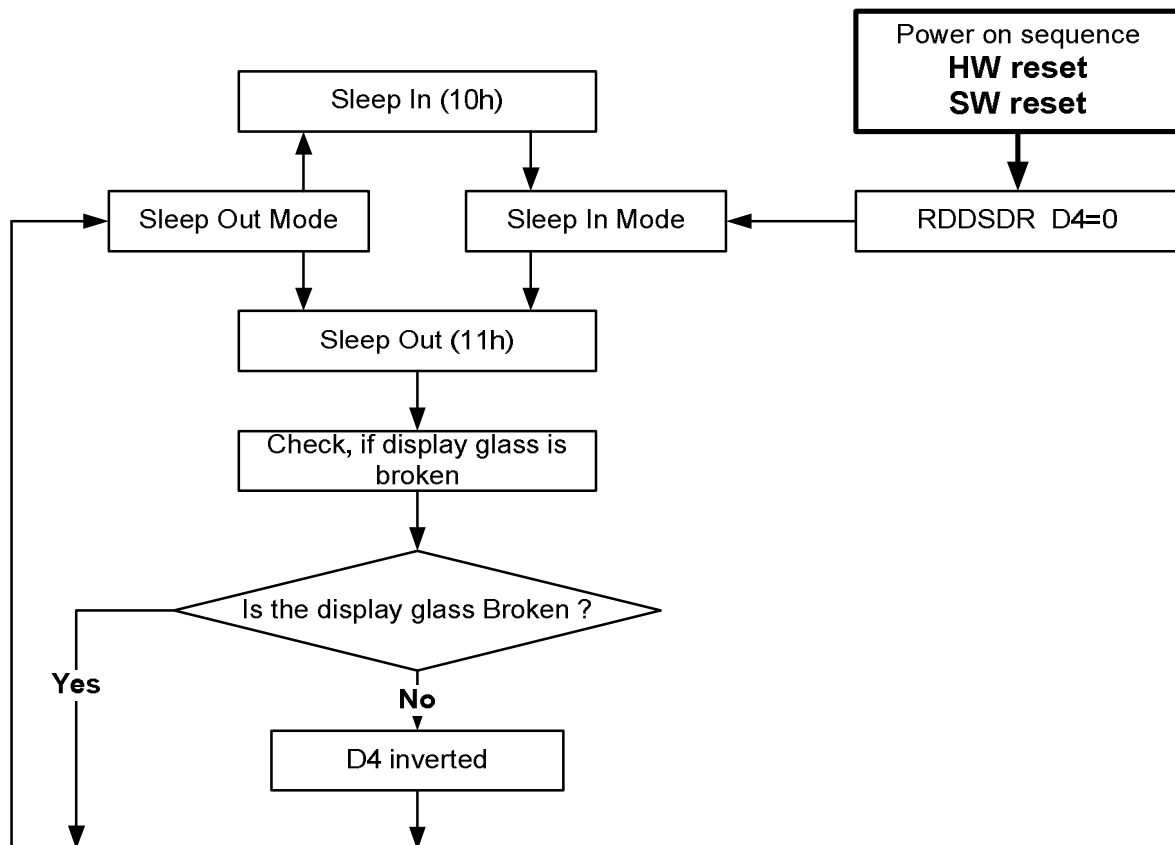 Power on sequence
HW reset
SW reset
Sleep In (10h)
Sleep Out Mode
Sleep In Mode
RDDSDR D4=0
Sleep Out (11h)
Check, if display glass is
broken
Is the display glass Broken ?
Yes
No
D4 inverted